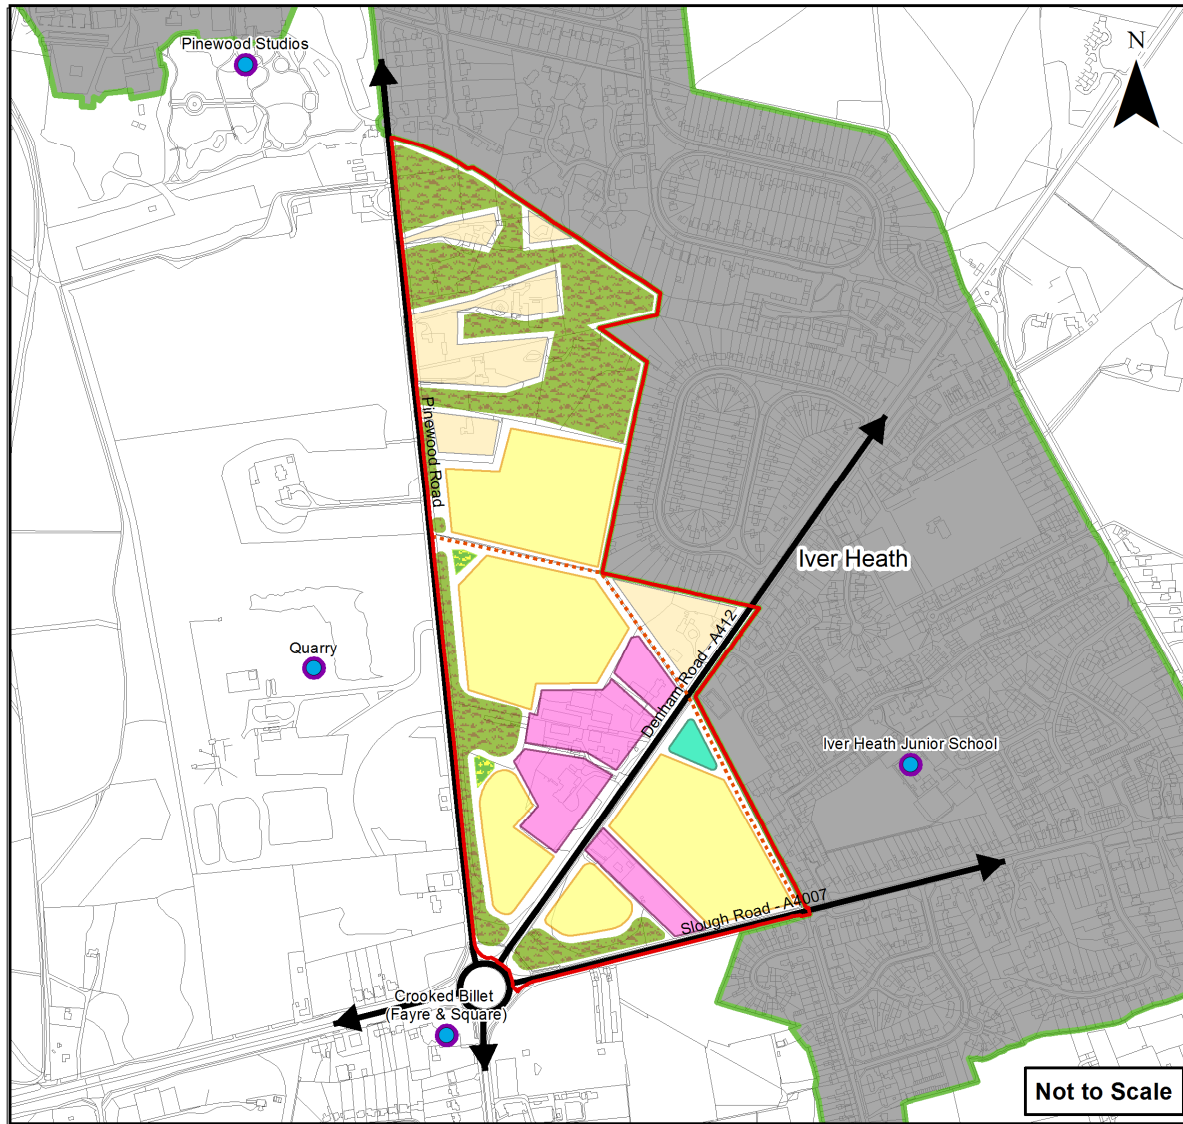 Pinewood Studios
N
Pinewood Road
Iver Heath
Denham Road - A412
Quarry
Iver Heath Junior School
Slough Road - A4007
Crooked Billet
(Fayre & Square)
Not to Scale